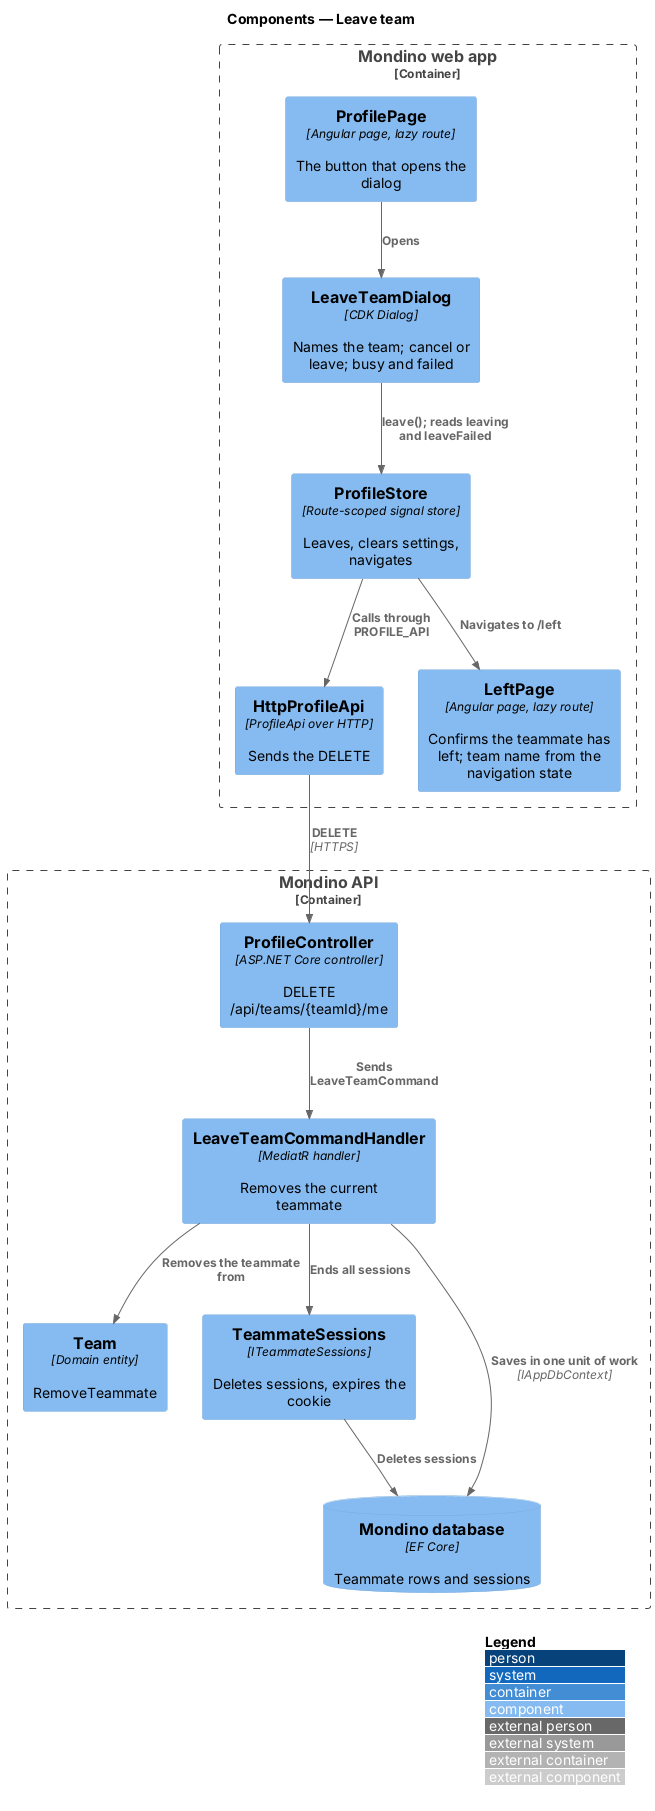 Components — Leave team
Mondino web app
[Container]
ProfilePage
[Angular page, lazy route]
The button that opens the
dialog
Opens
LeaveTeamDialog
[CDK Dialog]
Names the team; cancel or
leave; busy and failed
leave(); reads leaving
and leaveFailed
ProfileStore
[Route-scoped signal store]
Leaves, clears settings,
navigates
Calls through
PROFILE_API
Navigates to /left
HttpProfileApi
[ProfileApi over HTTP]
Sends the DELETE
LeftPage
[Angular page, lazy route]
Confirms the teammate has
left; team name from the
navigation state
DELETE
[HTTPS]
Mondino API
[Container]
ProfileController
[ASP.NET Core controller]
DELETE
/api/teams/{teamId}/me
Sends
LeaveTeamCommand
LeaveTeamCommandHandler
[MediatR handler]
Removes the current
teammate
Removes the teammate
from
Ends all sessions
Saves in one unit of work
[IAppDbContext]
Team
[Domain entity]
RemoveTeammate
TeammateSessions
[ITeammateSessions]
Deletes sessions, expires the
cookie
Deletes sessions
Mondino database
[EF Core]
Teammate rows and sessions
Legend
person
system
container
component
external person
external system
external container
external component